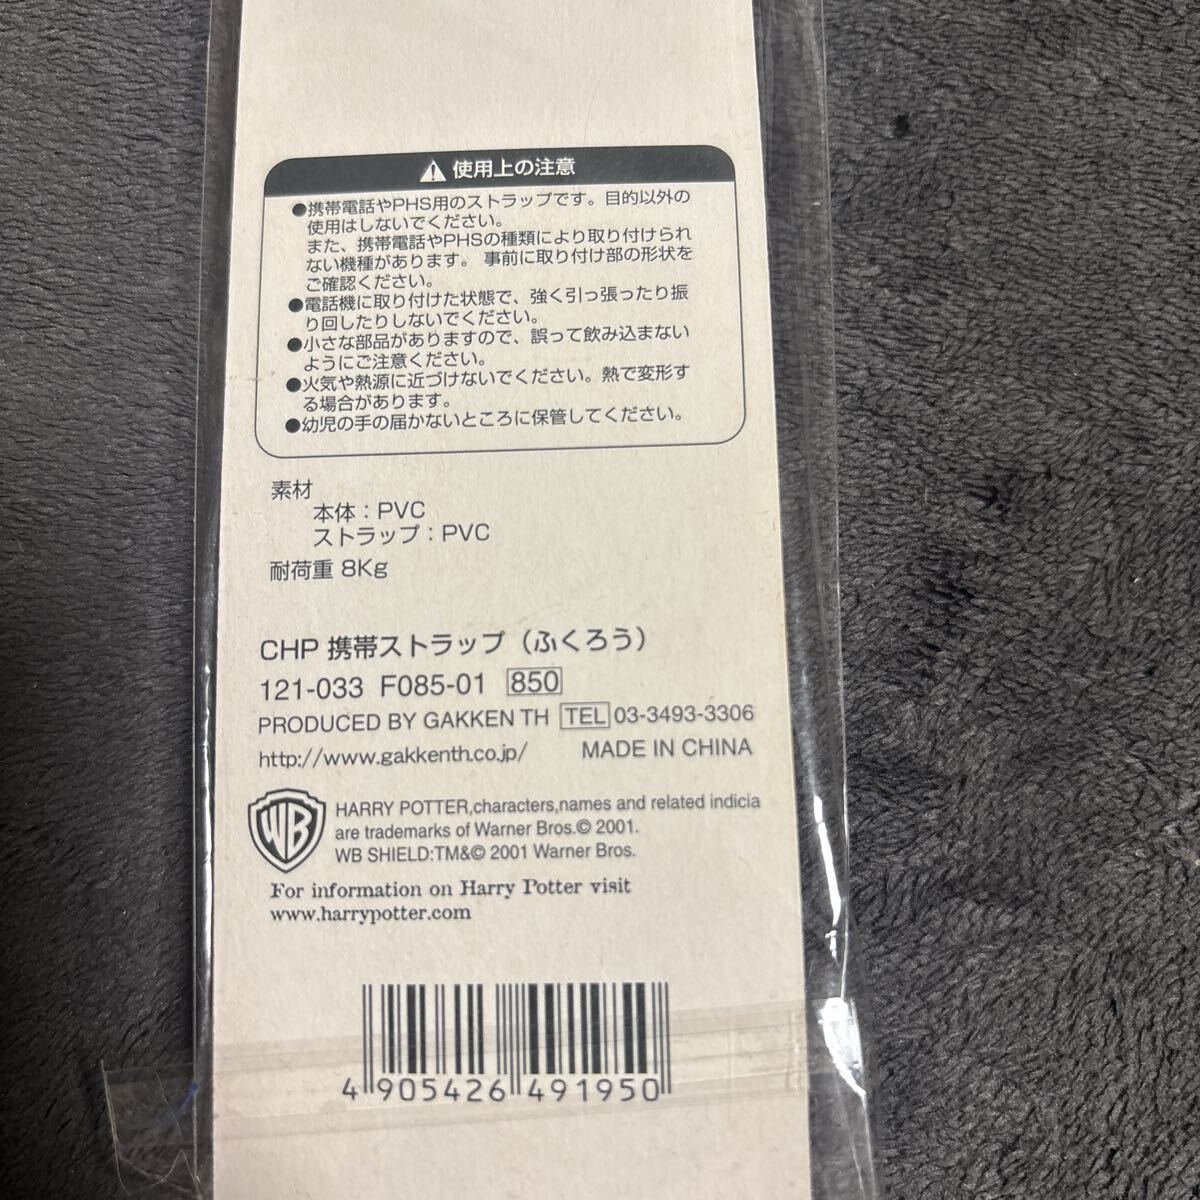 使用上の注意
●携帯電話やPHS用のストラップです。目的以外の
使用はしないでください。
また、携帯電話やPHSの種類により取り付けられ
ない機種があります。 事前に取り付け部の形状を
ご確認ください。
●電話機に取り付けた状態で、強く引っ張ったり振
り回したりしないでください。
●小さな部品がありますので、誤って飲み込まない
ようにご注意ください。
●火気や熱源に近づけないでください。熱で変形す
る場合があります。
●幼児の手の届かないところに保管してください。
素材
本体：PVC
ストラップ：PVC
耐荷重 8Kg
CHP 携帯ストラップ（ふくろう）
121-033 F085-01 850
PRODUCED BY GAKKEN TH TEL 03-3493-3306
http://www.gakkenth.co.jp/ MADE IN CHINA
WB
HARRY POTTER,characters,names and related indicia
are trademarks of Warner Bros.© 2001.
WB SHIELD:TM&© 2001 Warner Bros.
For information on Harry Potter visit
www.harrypotter.com
4 905426 491950